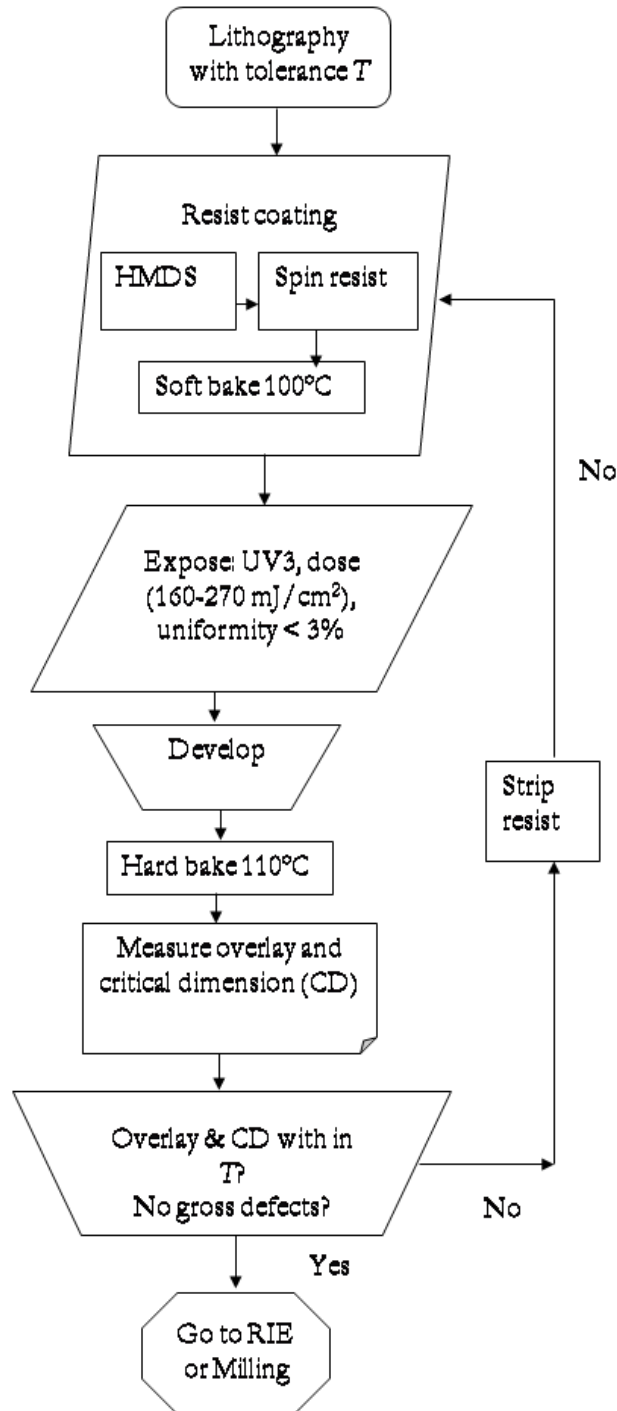 Lithography
with tolerance T
Resist coating
HMDS
Spin resist
Soft bake 100°C
No
Expose: UV3, dose
(160-270 mJ/cm²),
uniformity < 3%
Develop
Strip
resist
Hard bake 110°C
Measure overlay and
critical dimension (CD)
Overlay & CD with in
T?
No gross defects?
No
Yes
Go to RIE
or Milling